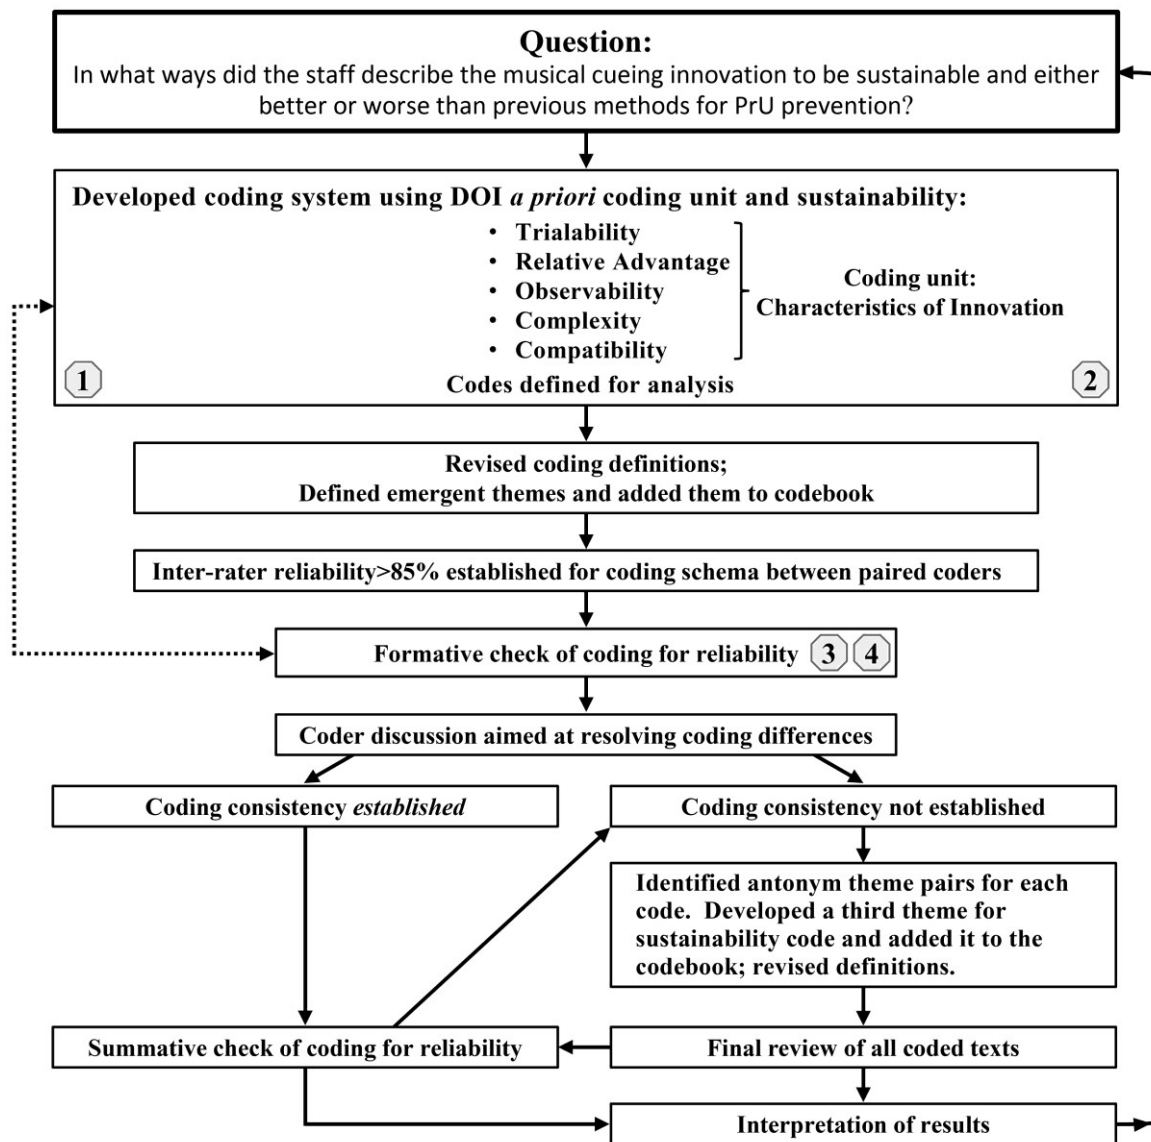 Question:
In what ways did the staff describe the musical cueing innovation to be sustainable and either
better or worse than previous methods for PrU prevention?
Developed coding system using DOI a priori coding unit and sustainability:
• Trialability
• Relative Advantage
• Observability
• Complexity
• Compatibility
Coding unit:
Characteristics of Innovation
1
Codes defined for analysis
2
Revised coding definitions;
Defined emergent themes and added them to codebook
Inter-rater reliability>85% established for coding schema between paired coders
Formative check of coding for reliability 3 4
Coder discussion aimed at resolving coding differences
Coding consistency established
Coding consistency not established
Identified antonym theme pairs for each
code. Developed a third theme for
sustainability code and added it to the
codebook; revised definitions.
Summative check of coding for reliability
Final review of all coded texts
Interpretation of results